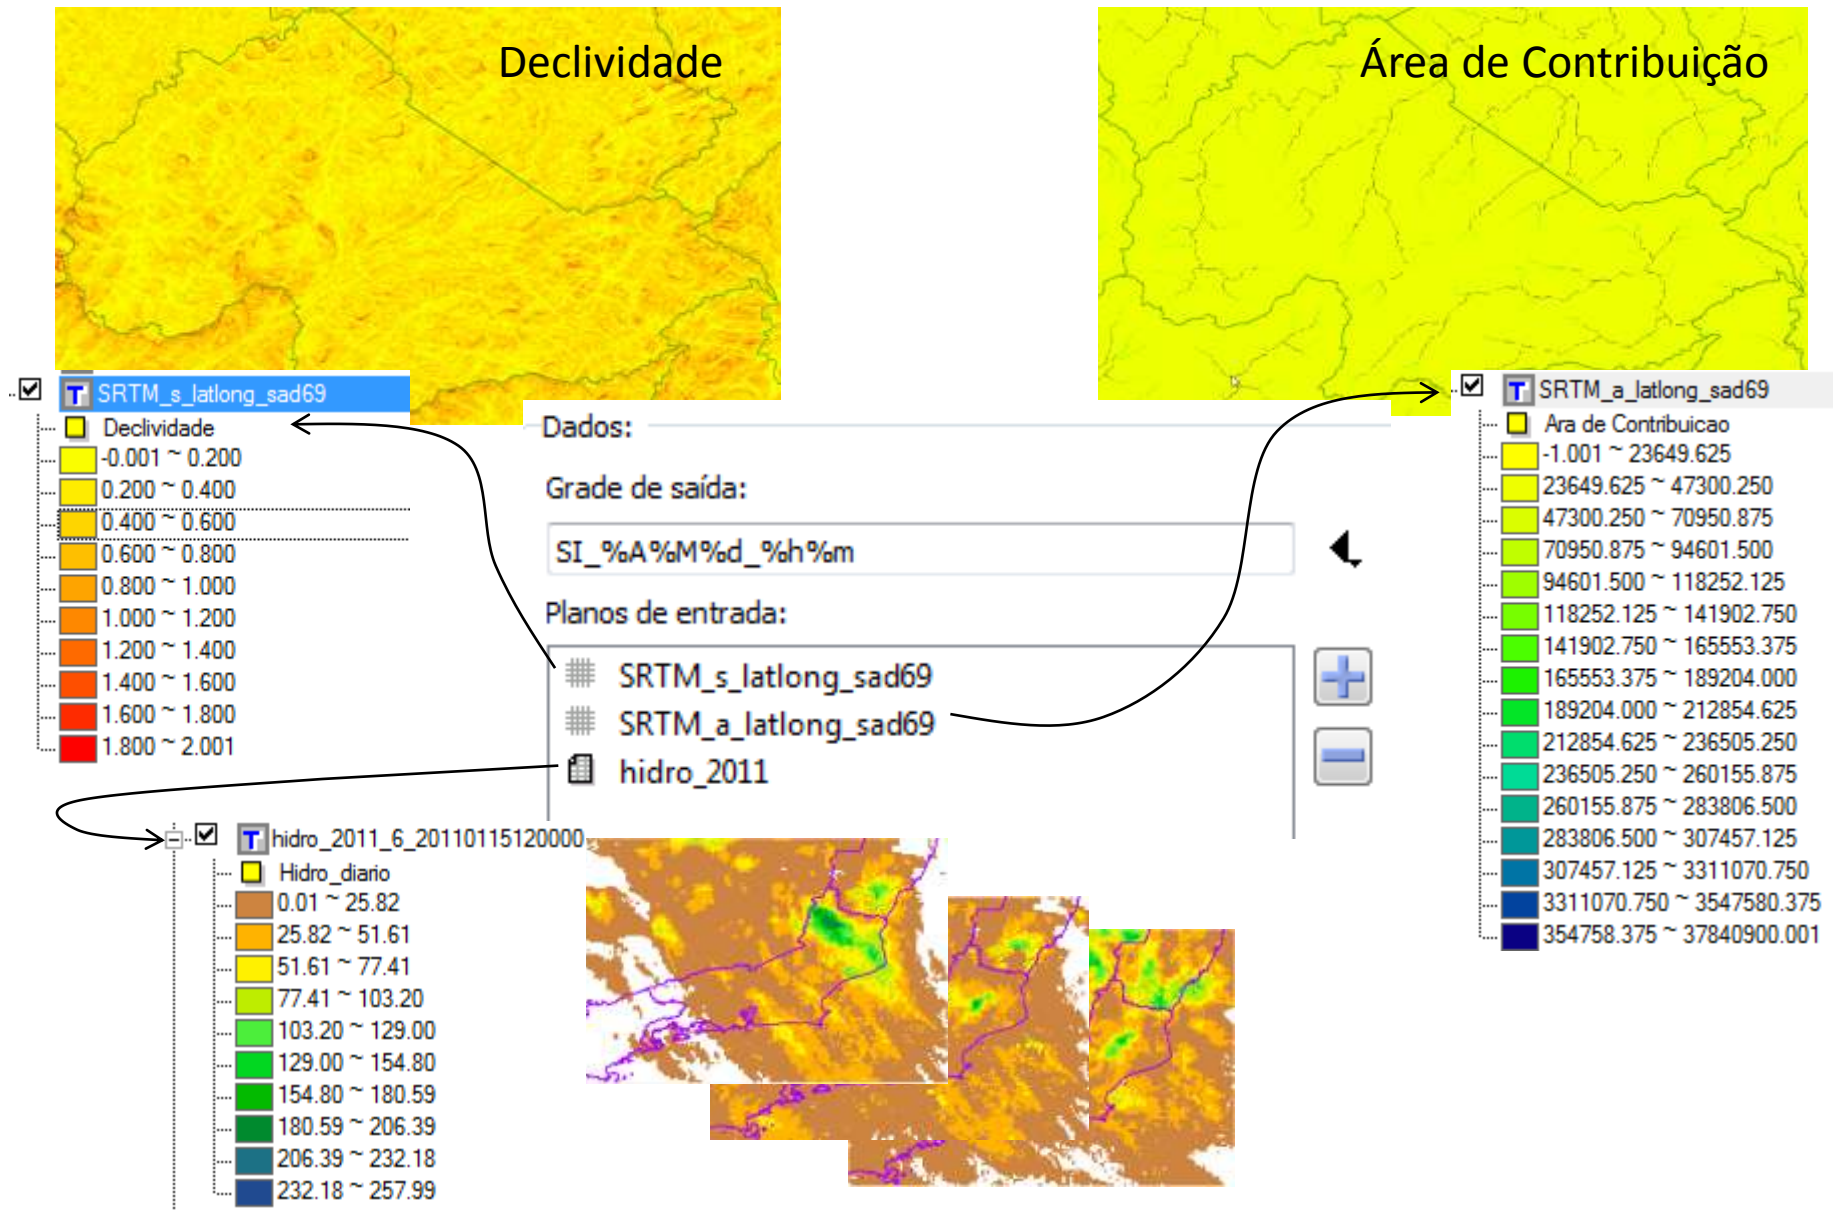 Declividade
Área de Contribuição
SRTM_s_latlong_sad69
Declividade
-0.001 ~ 0.200
0.200 ~ 0.400
0.400 ~ 0.600
0.600 ~ 0.800
0.800 ~ 1.000
1.000 ~ 1.200
1.200 ~ 1.400
1.400 ~ 1.600
1.600 ~ 1.800
1.800 ~ 2.001
Dados:
Grade de saída:
SI_%A%M%d_%h%m
Planos de entrada:
SRTM_s_latlong_sad69
SRTM_a_latlong_sad69
hidro_2011
SRTM_a_latlong_sad69
Ara de Contribuicao
-1.001 ~ 23649.625
23649.625 ~ 47300.250
47300.250 ~ 70950.875
70950.875 ~ 94601.500
94601.500 ~ 118252.125
118252.125 ~ 141902.750
141902.750 ~ 165553.375
165553.375 ~ 189204.000
189204.000 ~ 212854.625
212854.625 ~ 236505.250
236505.250 ~ 260155.875
260155.875 ~ 283806.500
283806.500 ~ 307457.125
307457.125 ~ 3311070.750
3311070.750 ~ 3547580.375
354758.375 ~ 37840900.001
hidro_2011_6_20110115120000
Hidro_diario
0.01 ~ 25.82
25.82 ~ 51.61
51.61 ~ 77.41
77.41 ~ 103.20
103.20 ~ 129.00
129.00 ~ 154.80
154.80 ~ 180.59
180.59 ~ 206.39
206.39 ~ 232.18
232.18 ~ 257.99